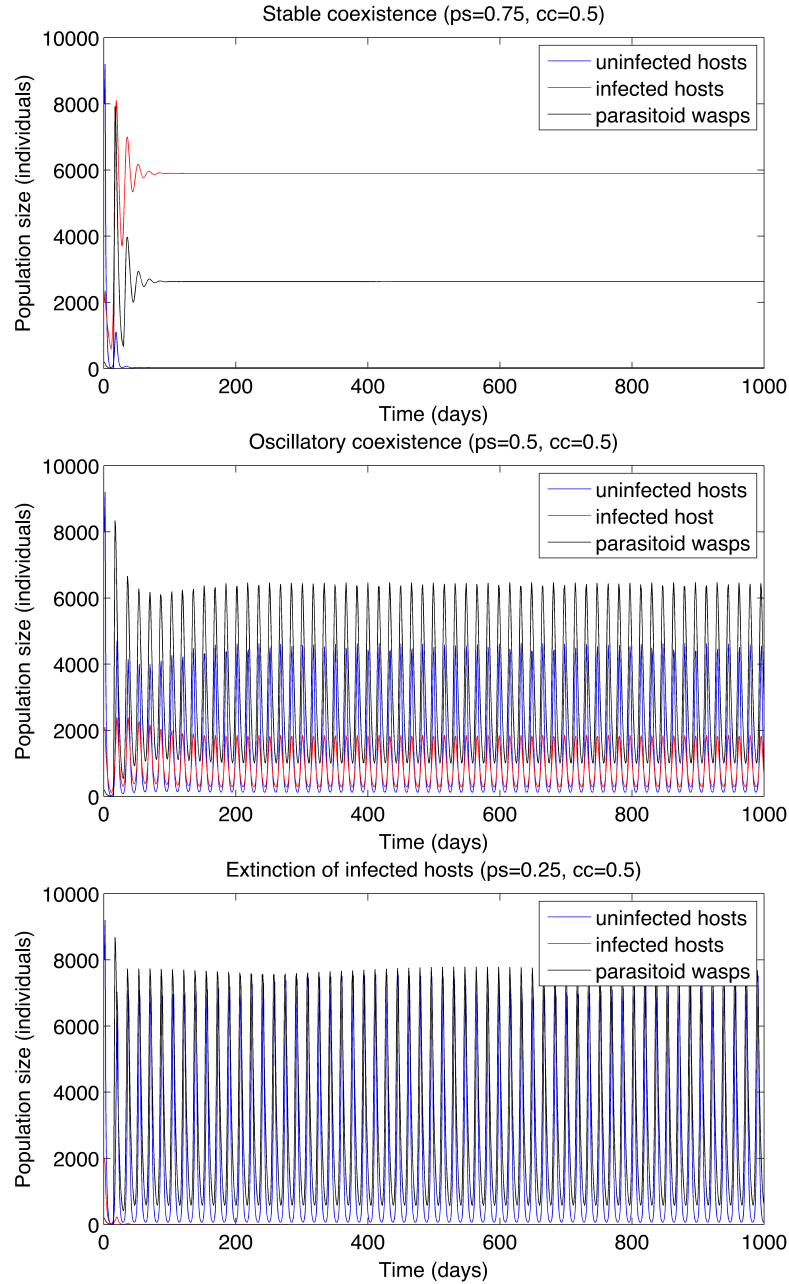 Stable coexistence (ps=0.75, cc=0.5)
10000
8000
6000
4000
2000
0
Population size (individuals)
uninfected hosts
infected hosts
parasitoid wasps
0 200 400 600 800 1000
Time (days)
Oscillatory coexistence (ps=0.5, cc=0.5)
10000
8000
6000
4000
2000
0
Population size (individuals)
uninfected hosts
infected host
parasitoid wasps
0 200 400 600 800 1000
Time (days)
Extinction of infected hosts (ps=0.25, cc=0.5)
10000
8000
6000
4000
2000
0
Population size (individuals)
uninfected hosts
infected hosts
parasitoid wasps
0 200 400 600 800 1000
Time (days)